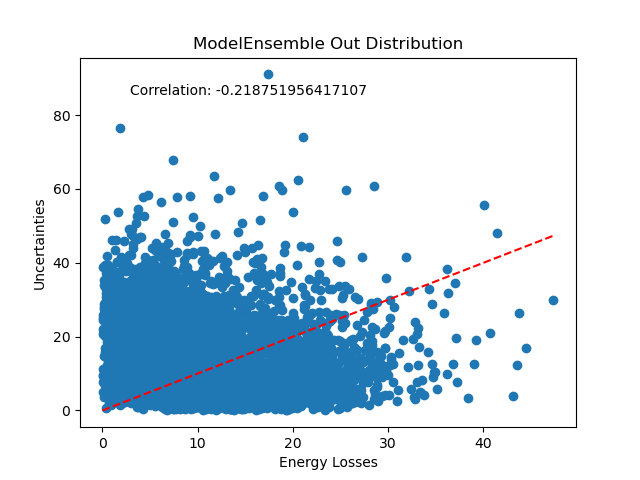 ModelEnsemble Out Distribution
Correlation: -0.218751956417107
80
60
40
20
0
Uncertainties
0 10 20 30 40
Energy Losses